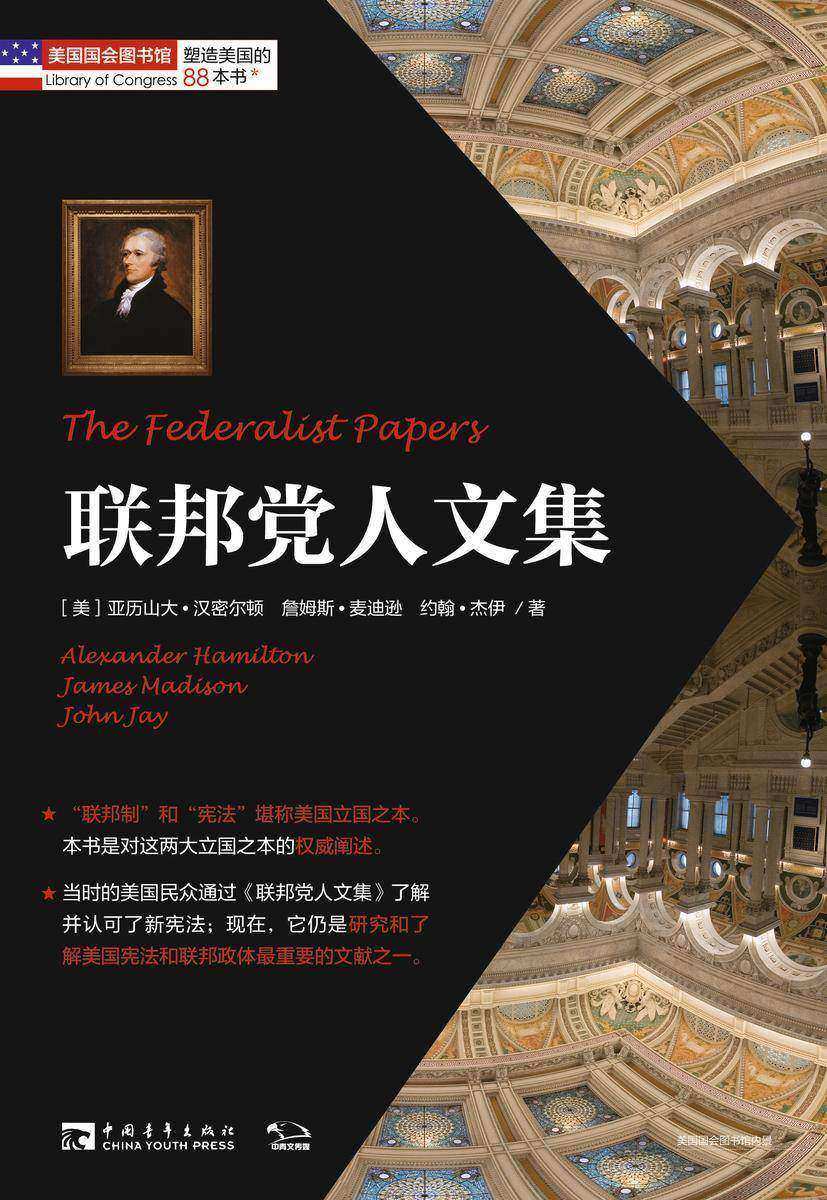 美国国会图书馆 塑造美国的
Library of Congress 88本书*
The Federalist Papers
联邦党人文集
［美］亚历山大•汉密尔顿 詹姆斯•麦迪逊 约翰•杰伊 / 著
Alexander Hamilton
James Madison
John Jay
★ “联邦制”和“宪法”堪称美国立国之本。
本书是对这两大立国之本的权威阐述。
★ 当时的美国民众通过《联邦党人文集》了解
并认可了新宪法；现在，它仍是研究和了
解美国宪法和联邦政体最重要的文献之一。
中国青年出版社
CHINA YOUTH PRESS
中青文传媒
美国国会图书馆内景